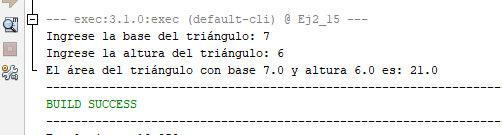 --- exec:3.1.0:exec (default-cli) @ Ej2_15 ---
Ingrese la base del triángulo: 7
Ingrese la altura del triángulo: 6
El área del triángulo con base 7.0 y altura 6.0 es: 21.0
------------------------------------------------------------------------
BUILD SUCCESS
------------------------------------------------------------------------